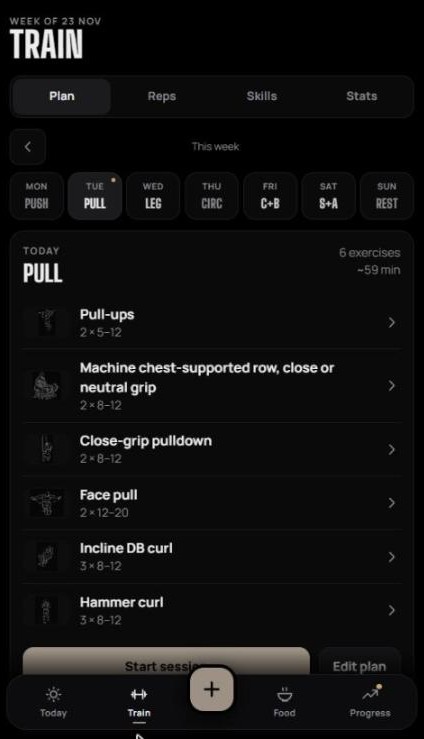 WEEK OF 23 NOV
TRAIN
Plan Reps Skills Stats
This week
MON TUE WED THU FRI SAT SUN
PUSH PULL LEG CIRC C+B S+A REST
TODAY
PULL
6 exercises
~59 min
Pull-ups
2 × 5–12
Machine chest-supported row, close or
neutral grip
2 × 8–12
Close-grip pulldown
2 × 8–12
Face pull
2 × 12–20
Incline DB curl
3 × 8–12
Hammer curl
3 × 8–12
Start session Edit plan
Today Train Food Progress